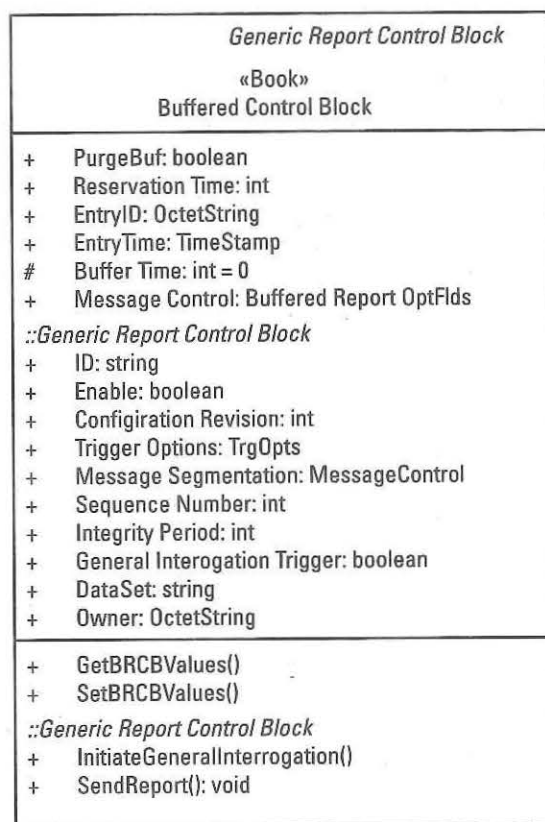 Generic Report Control Block
«Book»
Buffered Control Block
+ PurgeBuf: boolean
+ Reservation Time: int
+ EntryID: OctetString
+ EntryTime: TimeStamp
# Buffer Time: int = 0
+ Message Control: Buffered Report OptFlds
::Generic Report Control Block
+ ID: string
+ Enable: boolean
+ Configiration Revision: int
+ Trigger Options: TrgOpts
+ Message Segmentation: MessageControl
+ Sequence Number: int
+ Integrity Period: int
+ General Interogation Trigger: boolean
+ DataSet: string
+ Owner: OctetString
+ GetBRCBValues()
+ SetBRCBValues()
::Generic Report Control Block
+ InitiateGeneralInterrogation()
+ SendReport(): void